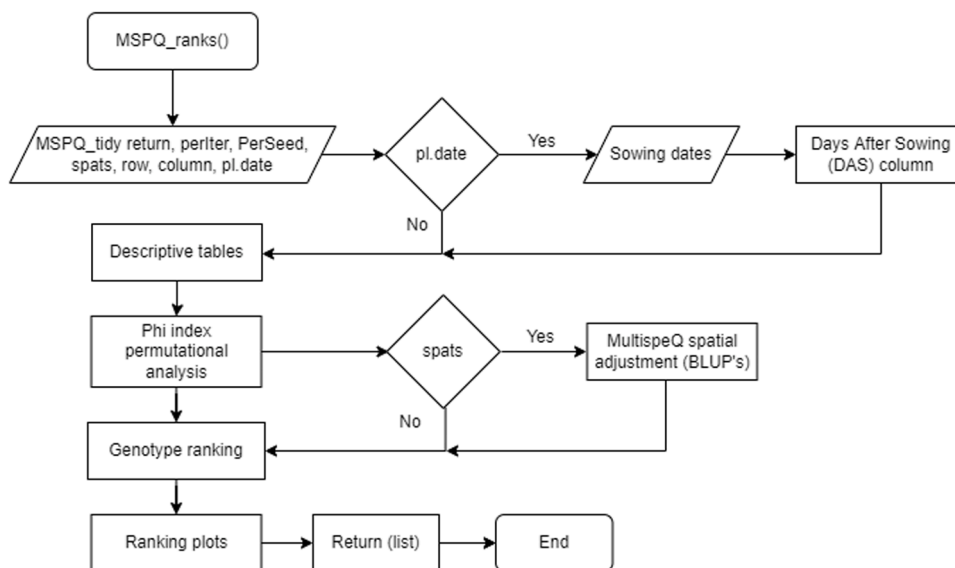 MSPQ_ranks()
MSPQ_tidy return, perIter, PerSeed,
spats, row, column, pl.date
pl.date
Yes
Sowing dates
Days After Sowing
(DAS) column
No
Descriptive tables
Phi index
permutational
analysis
spats
Yes
MultispeQ spatial
adjustment (BLUP's)
No
Genotype ranking
Ranking plots
Return (list)
End